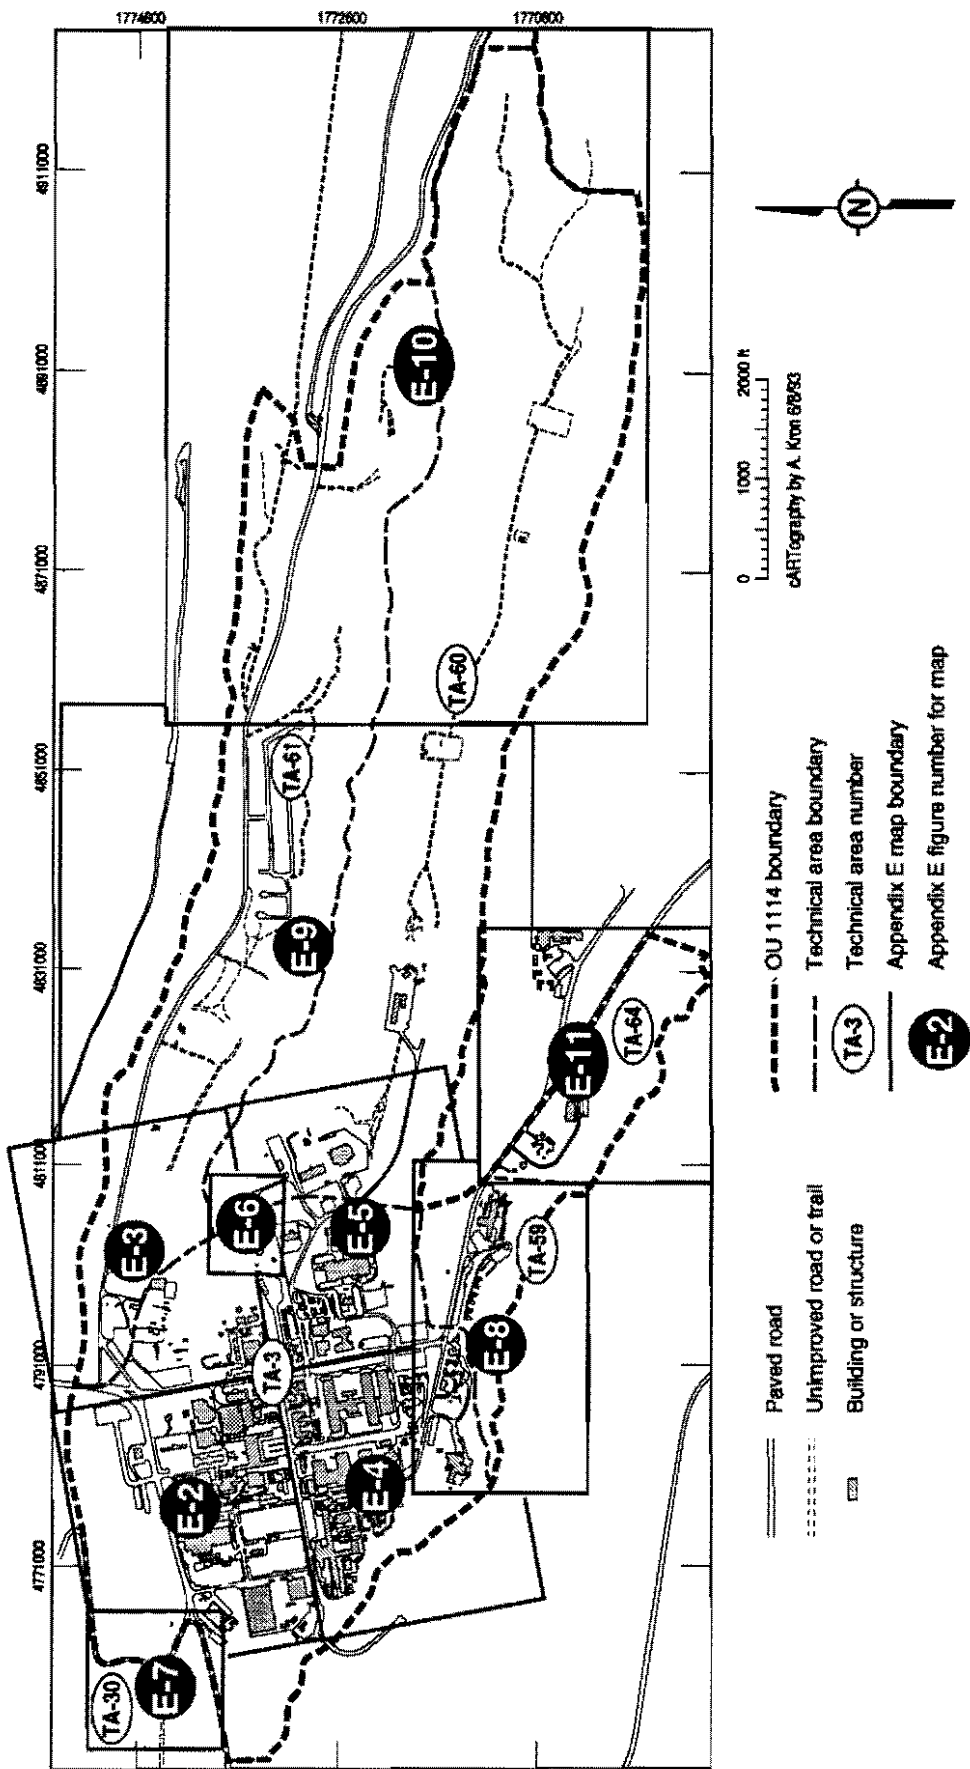 4771000
4791000
4811000
4831000
4851000
4871000
4891000
4911000
1774800
1772800
1770800
TA-30
E-7
E-2
E-3
E-6
TA-3
E-5
E-4
E-9
TA-61
E-10
TA-60
E-8
TA-59
E-11
TA-64
Paved road
Unimproved road or trail
Building or structure
OU 1114 boundary
Technical area boundary
TA-3 Technical area number
Appendix E map boundary
E-2 Appendix E figure number for map
0 1000 2000 ft
cARTography by A. Kron 6/8/93
N